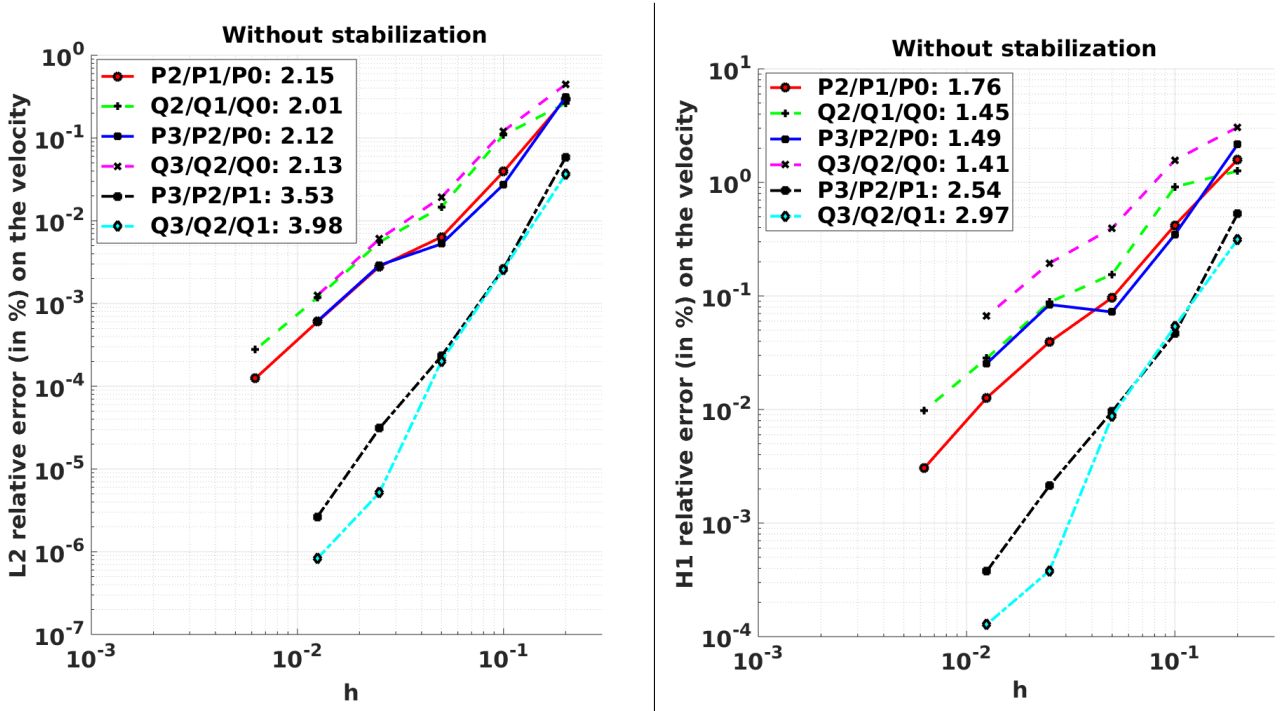 Without stabilization
L2 relative error (in %) on the velocity
10^0
10^-1
10^-2
10^-3
10^-4
10^-5
10^-6
10^-7
P2/P1/P0: 2.15
Q2/Q1/Q0: 2.01
P3/P2/P0: 2.12
Q3/Q2/Q0: 2.13
P3/P2/P1: 3.53
Q3/Q2/Q1: 3.98
10^-3
10^-2
10^-1
h
Without stabilization
H1 relative error (in %) on the velocity
10^1
10^0
10^-1
10^-2
10^-3
10^-4
P2/P1/P0: 1.76
Q2/Q1/Q0: 1.45
P3/P2/P0: 1.49
Q3/Q2/Q0: 1.41
P3/P2/P1: 2.54
Q3/Q2/Q1: 2.97
10^-3
10^-2
10^-1
h